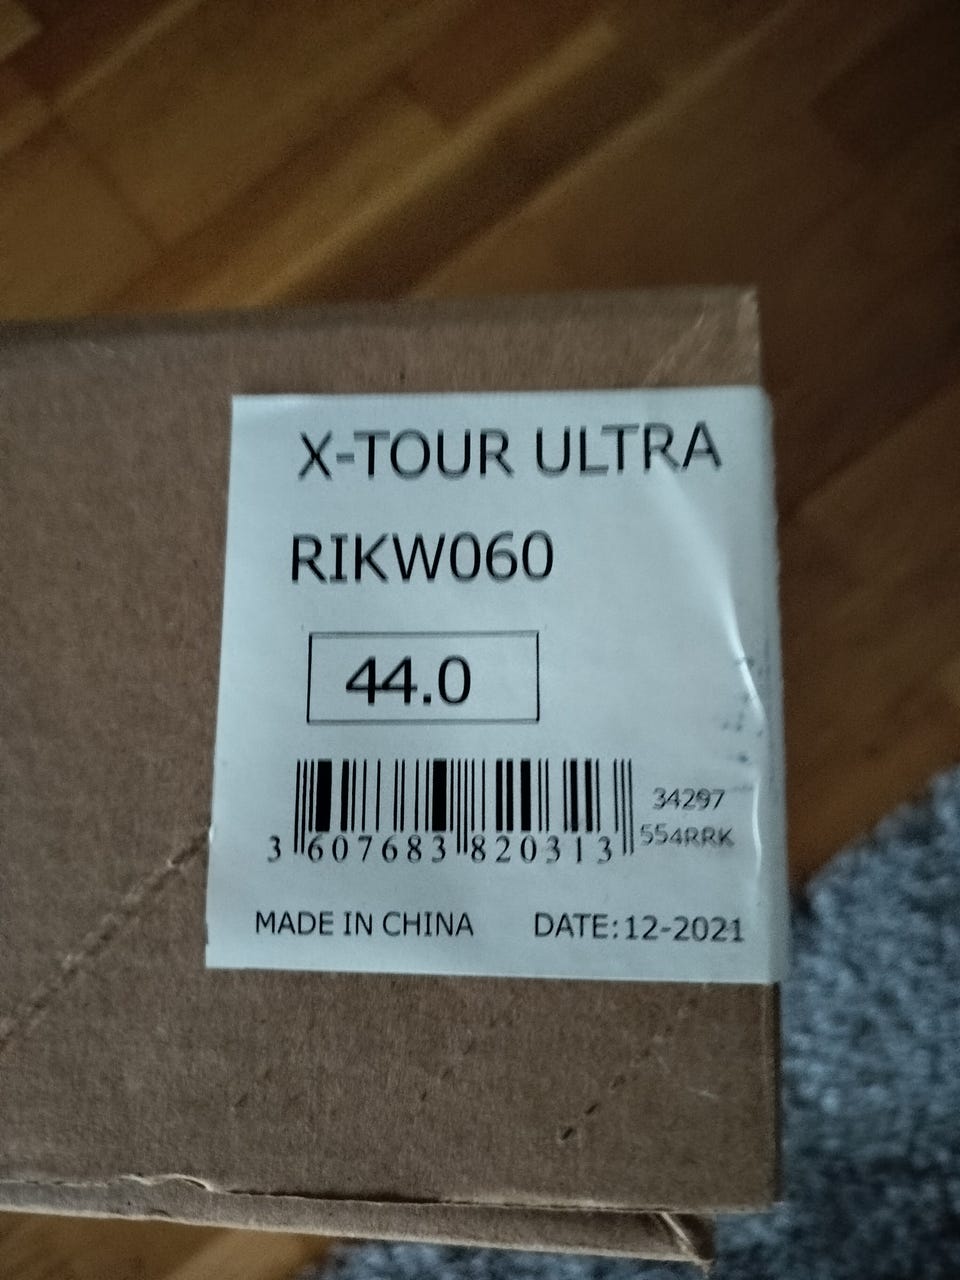 X-TOUR ULTRA
RIKW060
44.0
34297
554RRK
3 607683 820313
MADE IN CHINA DATE:12-2021